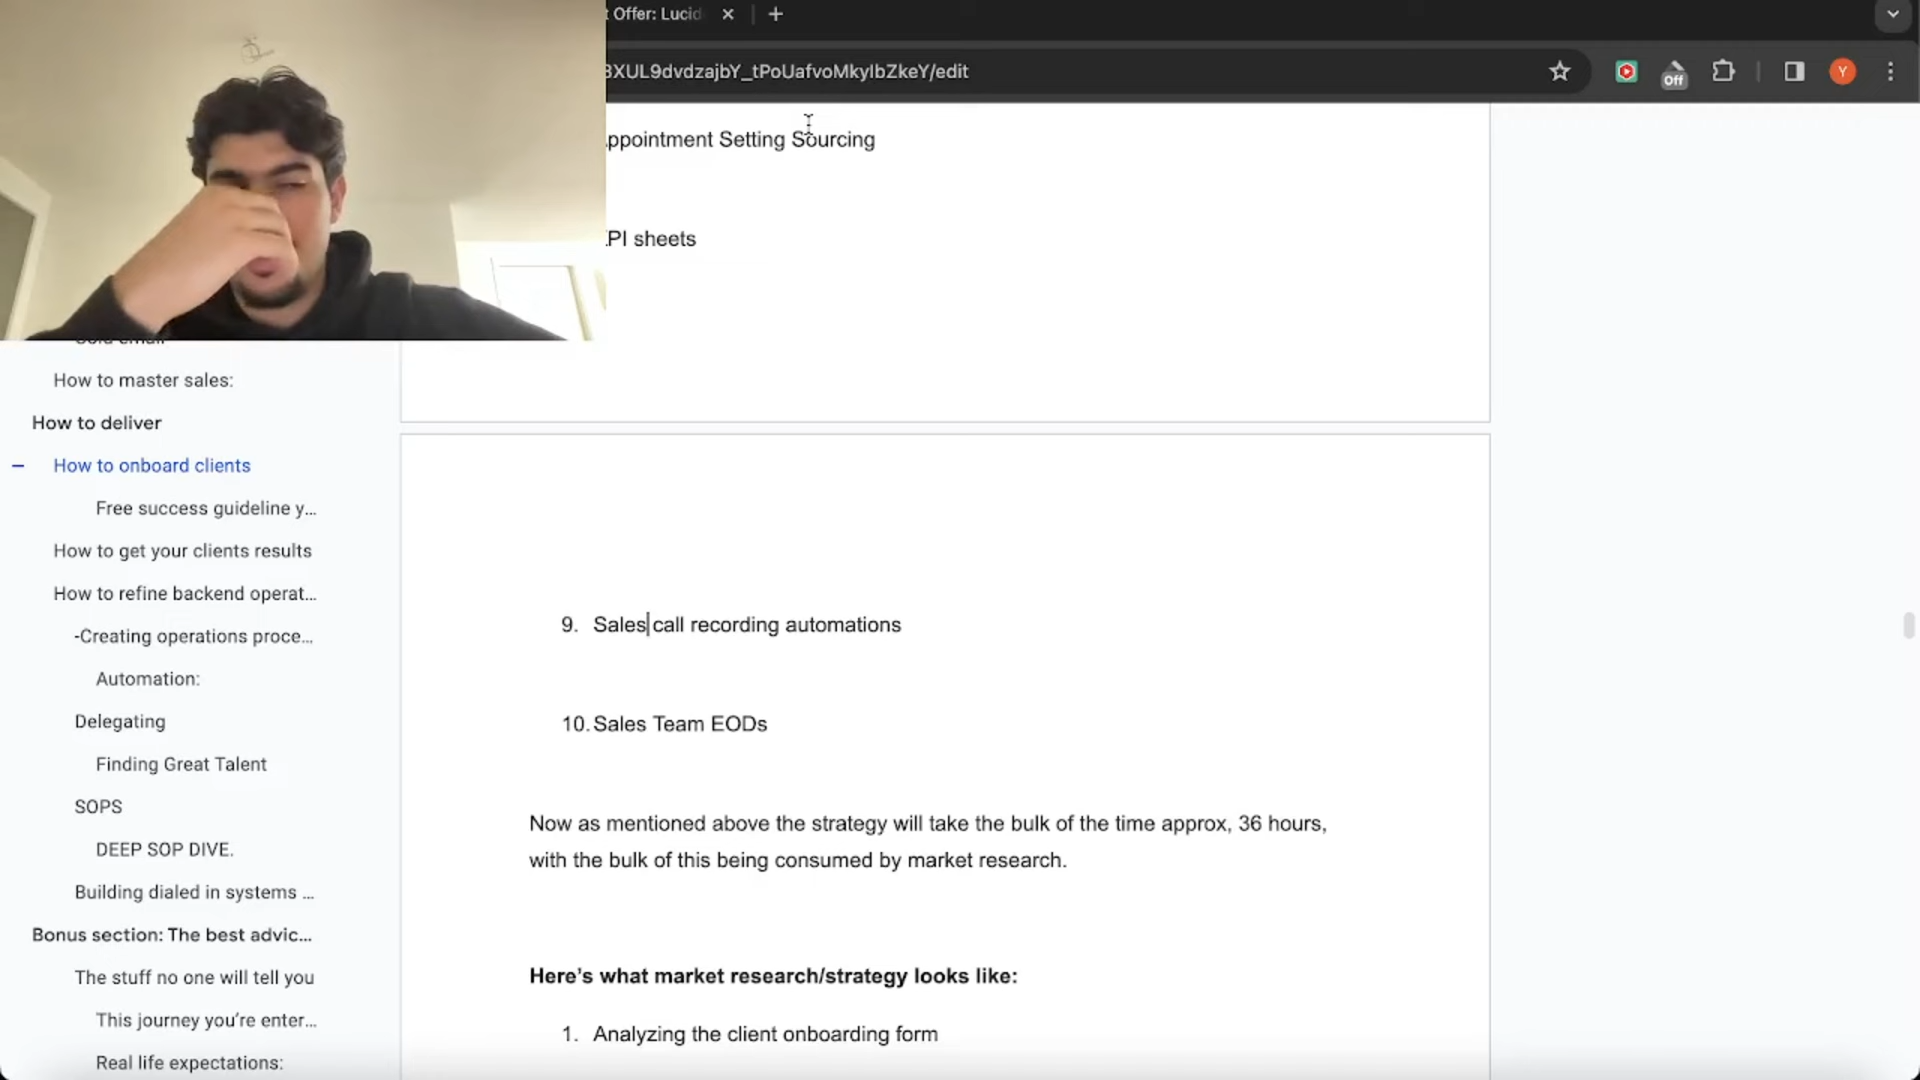 Offer: Lucid
3XUL9dvdzajbY_tPoUafvoMkyIbZkeY/edit
Off
Y
ppointment Setting Sourcing
PI sheets
How to master sales:
How to deliver
How to onboard clients
Free success guideline y...
How to get your clients results
How to refine backend operat...
-Creating operations proce...
Automation:
Delegating
Finding Great Talent
SOPS
DEEP SOP DIVE.
Building dialed in systems ...
Bonus section: The best advic...
The stuff no one will tell you
This journey you're enter...
Real life expectations:
9. Sales call recording automations
10. Sales Team EODs
Now as mentioned above the strategy will take the bulk of the time approx, 36 hours,
with the bulk of this being consumed by market research.
Here's what market research/strategy looks like:
1. Analyzing the client onboarding form